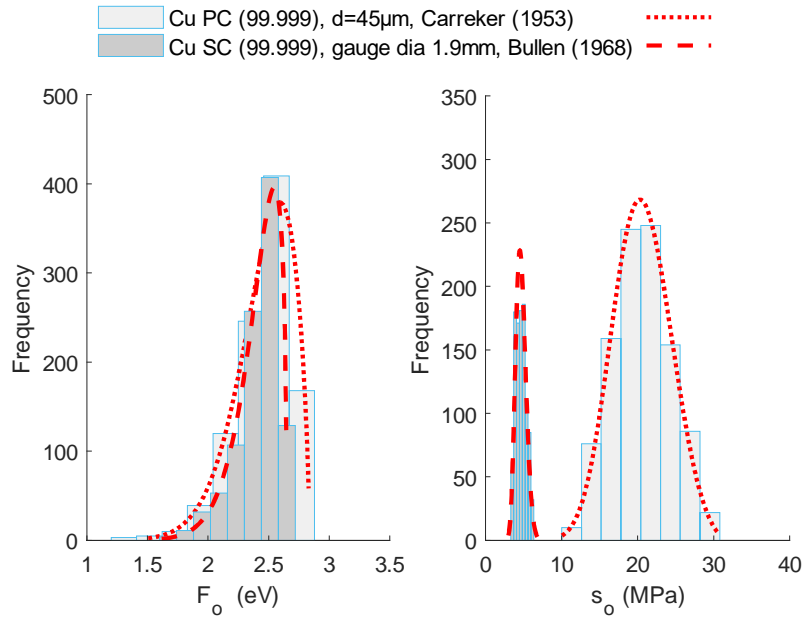 Cu PC (99.999), d=45µm, Carreker (1953)
Cu SC (99.999), gauge dia 1.9mm, Bullen (1968)
500
400
300
200
100
0
Frequency
1 1.5 2 2.5 3 3.5
F_o (eV)
350
300
250
200
150
100
50
0
Frequency
0 10 20 30 40
s_o (MPa)